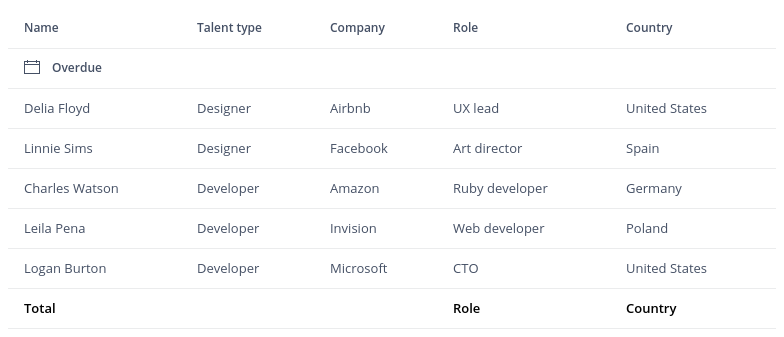 Name Talent type Company Role Country
Overdue
Delia Floyd Designer Airbnb UX lead United States
Linnie Sims Designer Facebook Art director Spain
Charles Watson Developer Amazon Ruby developer Germany
Leila Pena Developer Invision Web developer Poland
Logan Burton Developer Microsoft CTO United States
Total Role Country